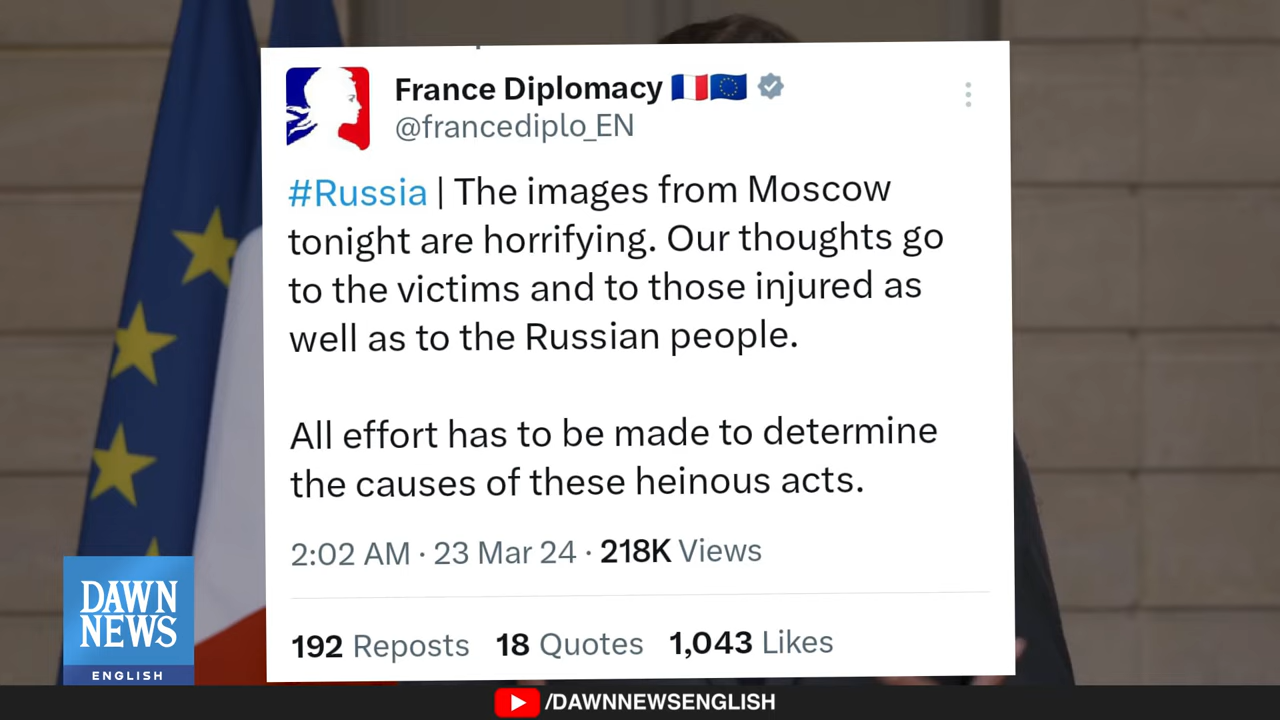 France Diplomacy 🇫🇷🇪🇺
@francediplo_EN
#Russia | The images from Moscow
tonight are horrifying. Our thoughts go
to the victims and to those injured as
well as to the Russian people.
All effort has to be made to determine
the causes of these heinous acts.
2:02 AM · 23 Mar 24 · 218K Views
192 Reposts 18 Quotes 1,043 Likes
DAWN
NEWS
ENGLISH
/DAWNNEWSENGLISH